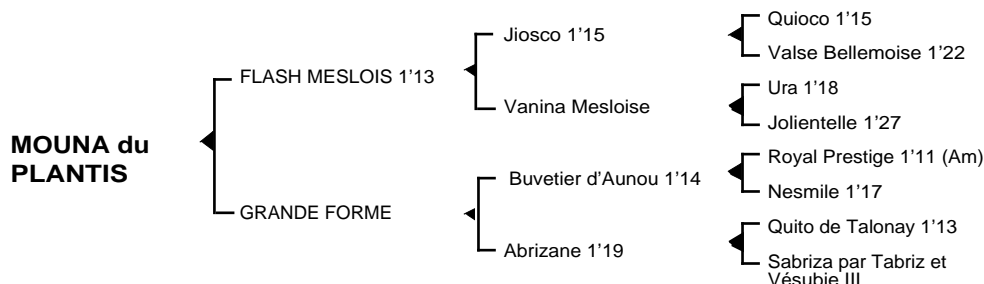 MOUNA du
PLANTIS
FLASH MESLOIS 1’13
GRANDE FORME
Jiosco 1’15
Vanina Mesloise
Buvetier d’Aunou 1’14
Abrizane 1’19
Quioco 1’15
Valse Bellemoise 1’22
Ura 1’18
Jolientelle 1’27
Royal Prestige 1’11 (Am)
Nesmile 1’17
Quito de Talonay 1’13
Sabriza par Tabriz et
Vésubie III